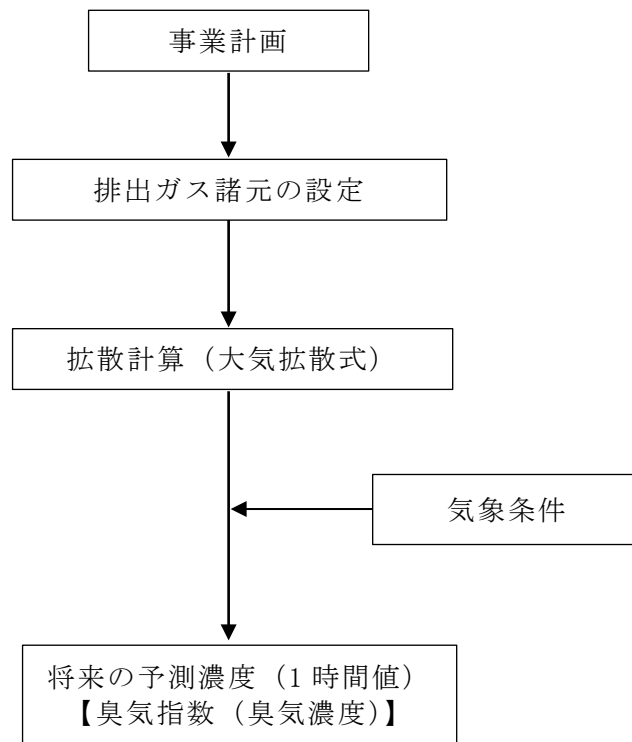 事業計画
排出ガス諸元の設定
拡散計算（大気拡散式）
気象条件
将来の予測濃度（1 時間値）
【臭気指数（臭気濃度）】